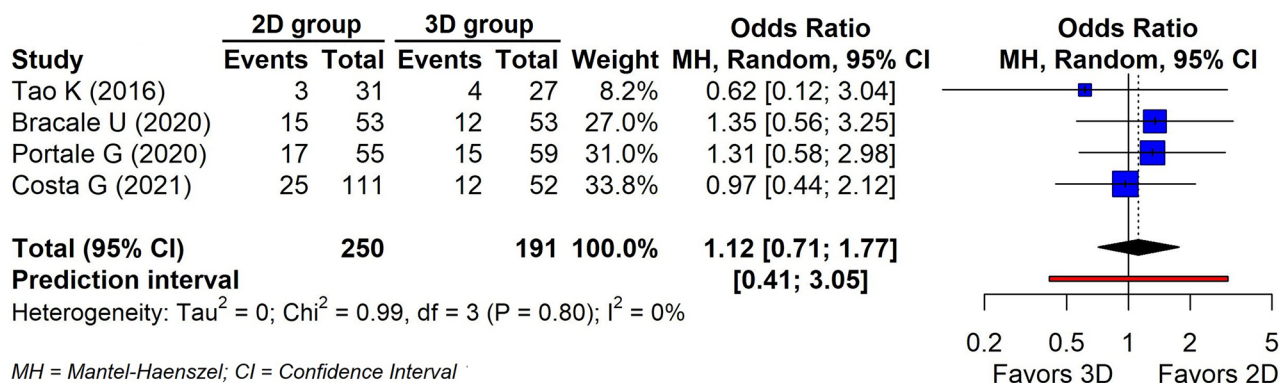 2D group 3D group Odds Ratio Odds Ratio
Study Events Total Events Total Weight MH, Random, 95% CI MH, Random, 95% CI
Tao K (2016) 3 31 4 27 8.2% 0.62 [0.12; 3.04]
Bracale U (2020) 15 53 12 53 27.0% 1.35 [0.56; 3.25]
Portale G (2020) 17 55 15 59 31.0% 1.31 [0.58; 2.98]
Costa G (2021) 25 111 12 52 33.8% 0.97 [0.44; 2.12]
Total (95% CI) 250 191 100.0% 1.12 [0.71; 1.77]
Prediction interval [0.41; 3.05]
Heterogeneity: Tau² = 0; Chi² = 0.99, df = 3 (P = 0.80); I² = 0%
0.2 0.5 1 2 5
MH = Mantel-Haenszel; CI = Confidence Interval Favors 3D Favors 2D